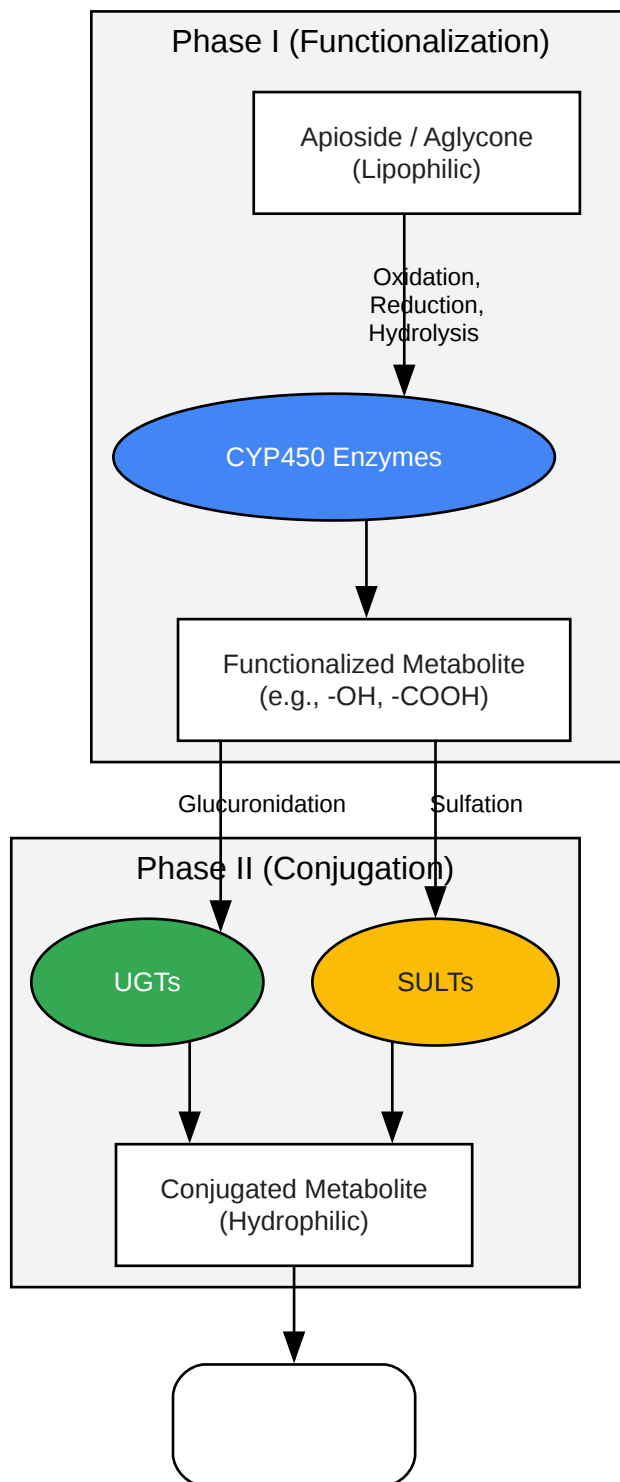 Phase I (Functionalization)
Apioside / Aglycone
(Lipophilic)
Oxidation,
Reduction,
Hydrolysis
CYP450 Enzymes
Functionalized Metabolite
(e.g., -OH, -COOH)
Glucuronidation
Sulfation
Phase II (Conjugation)
UGTs
SULTs
Conjugated Metabolite
(Hydrophilic)